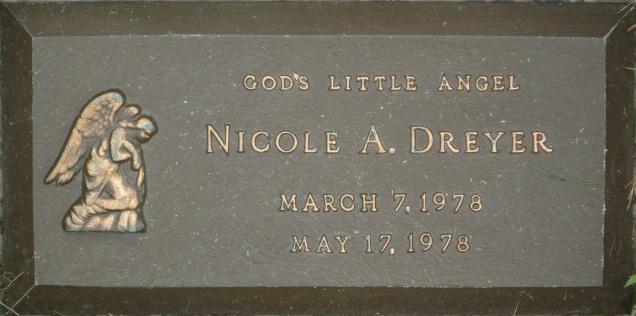 GOD'S LITTLE ANGEL
NICOLE A. DREYER
MARCH 7, 1978
MAY 17, 1978